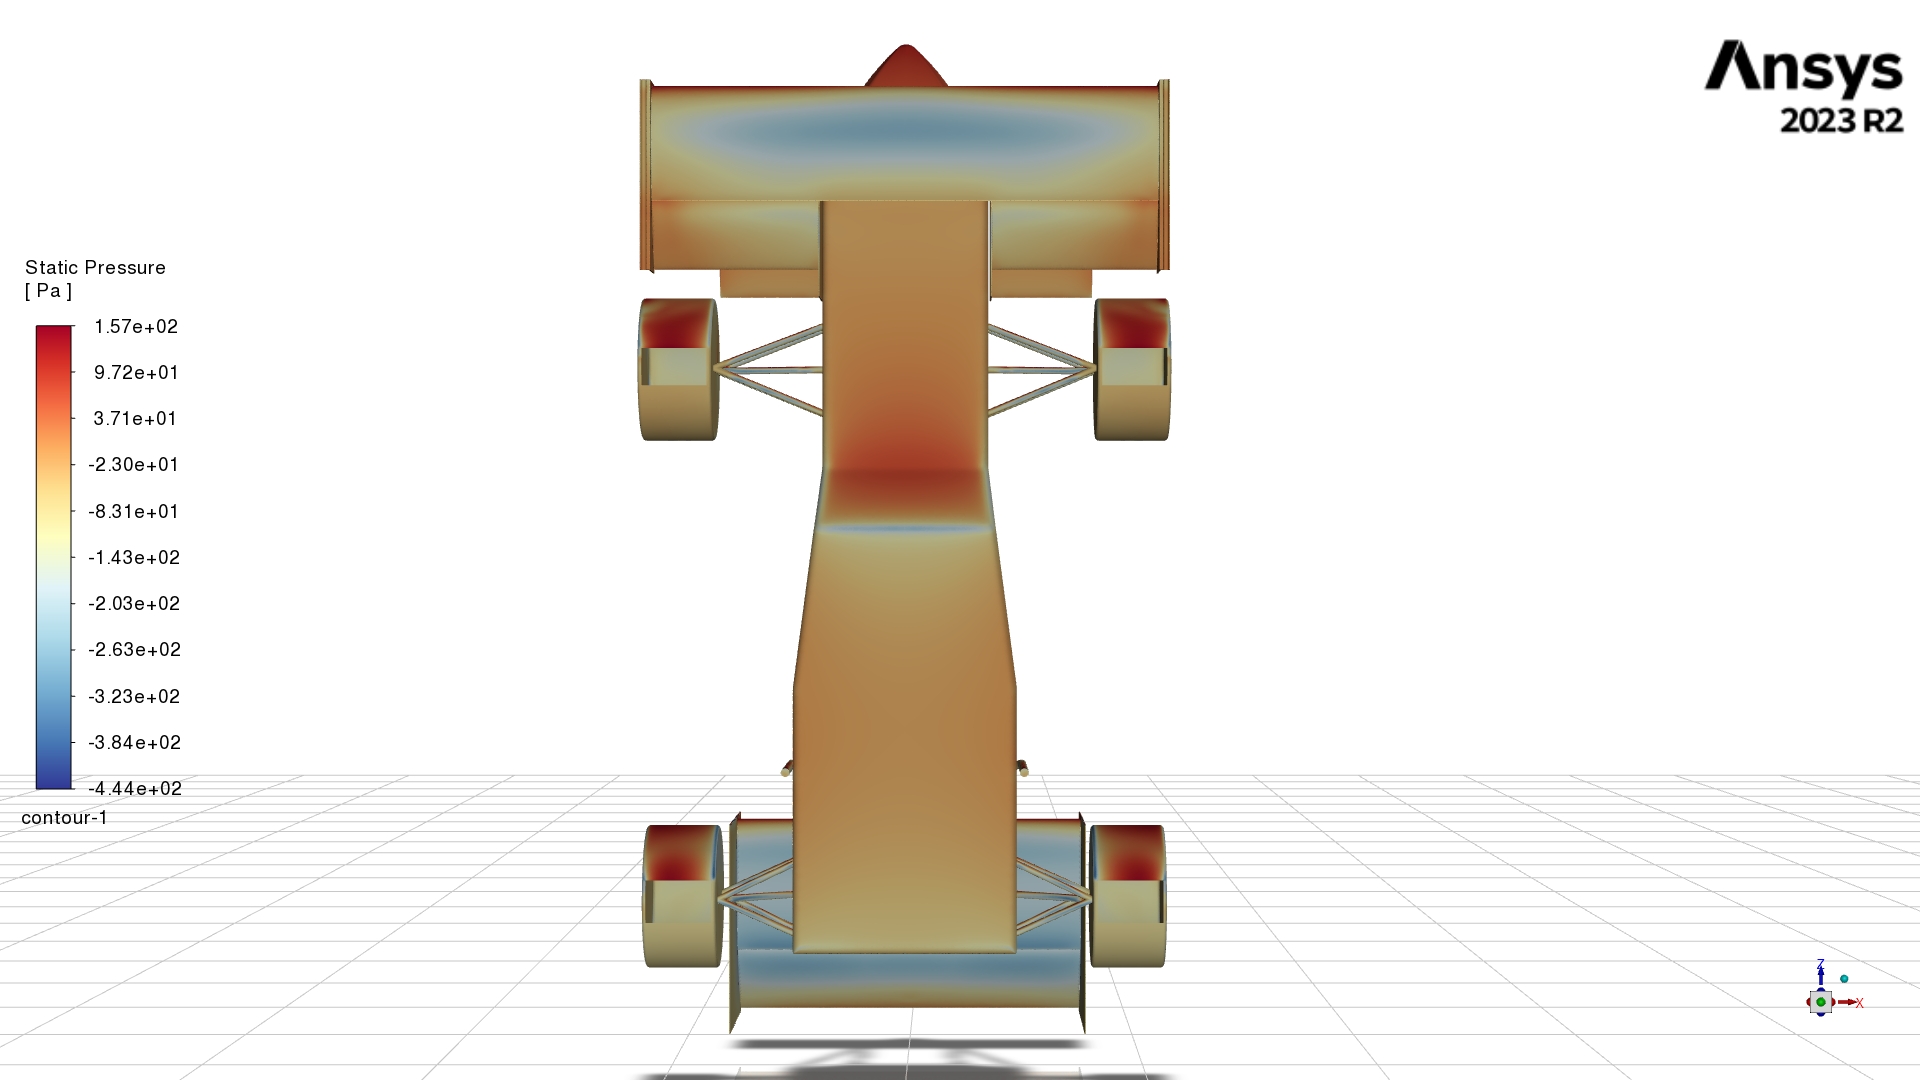 Ansys
2023 R2
Static Pressure
[ Pa ]
1.57e+02
9.72e+01
3.71e+01
-2.30e+01
-8.31e+01
-1.43e+02
-2.03e+02
-2.63e+02
-3.23e+02
-3.84e+02
-4.44e+02
contour-1
Z
X